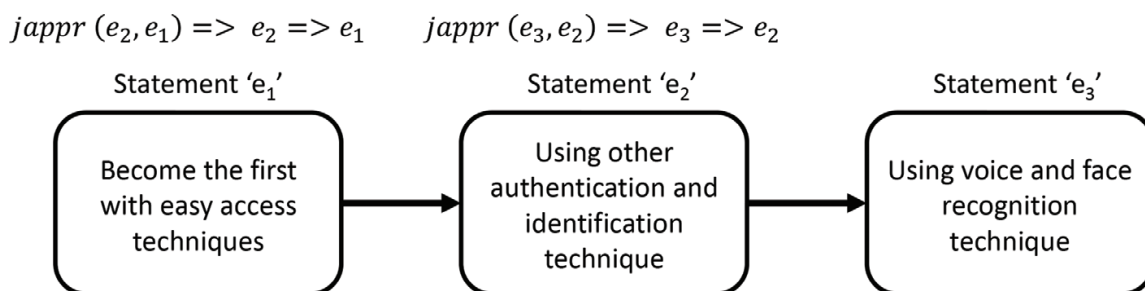 jappr (e₂, e₁) => e₂ => e₁ jappr (e₃, e₂) => e₃ => e₂
Statement ‘e₁’ Statement ‘e₂’ Statement ‘e₃’
Become the first
with easy access
techniques
Using other
authentication and
identification
technique
Using voice and face
recognition
technique